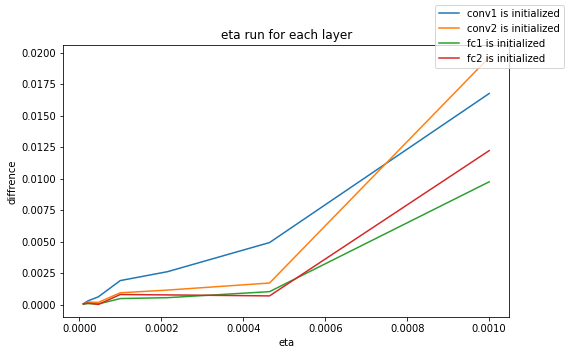 eta run for each layer
conv1 is initialized
conv2 is initialized
fc1 is initialized
fc2 is initialized
diffrence
0.0200
0.0175
0.0150
0.0125
0.0100
0.0075
0.0050
0.0025
0.0000
0.0000 0.0002 0.0004 0.0006 0.0008 0.0010
eta